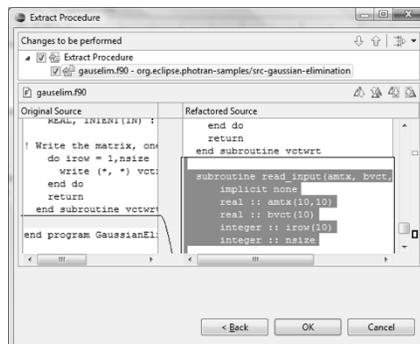 Extract Procedure
Changes to be performed
Extract Procedure
gauselim.f90 - org.eclipse.photran-samples/src-gaussian-elimination
gauselim.f90
Original Source
Refactored Source
REAL, INTENT(IN) :
! Write the matrix, one
do irow = 1,nsize
write (*, *) vct
end do
return
end subroutine vctwrt
end program GaussianEli
end do
return
end subroutine vctwrt
subroutine read_input(amtx, bvct,
implicit none
real :: amtx(10,10)
real :: bvct(10)
integer :: irow(10)
integer :: nsize
< Back
OK
Cancel